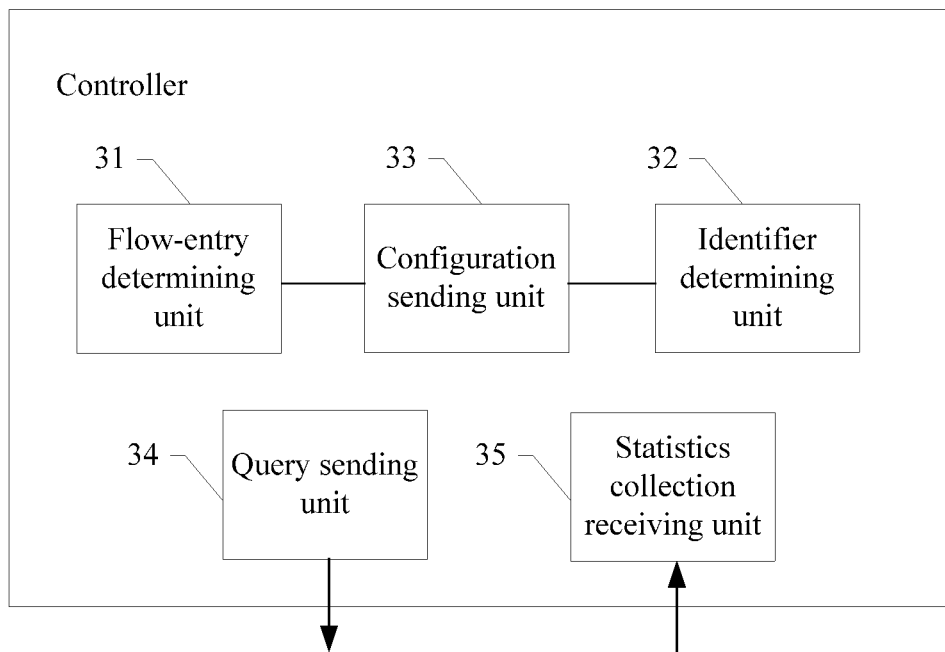 Controller
31
33
32
Flow-entry
determining
unit
Configuration
sending unit
Identifier
determining
unit
34
Query sending
unit
35
Statistics
collection
receiving unit